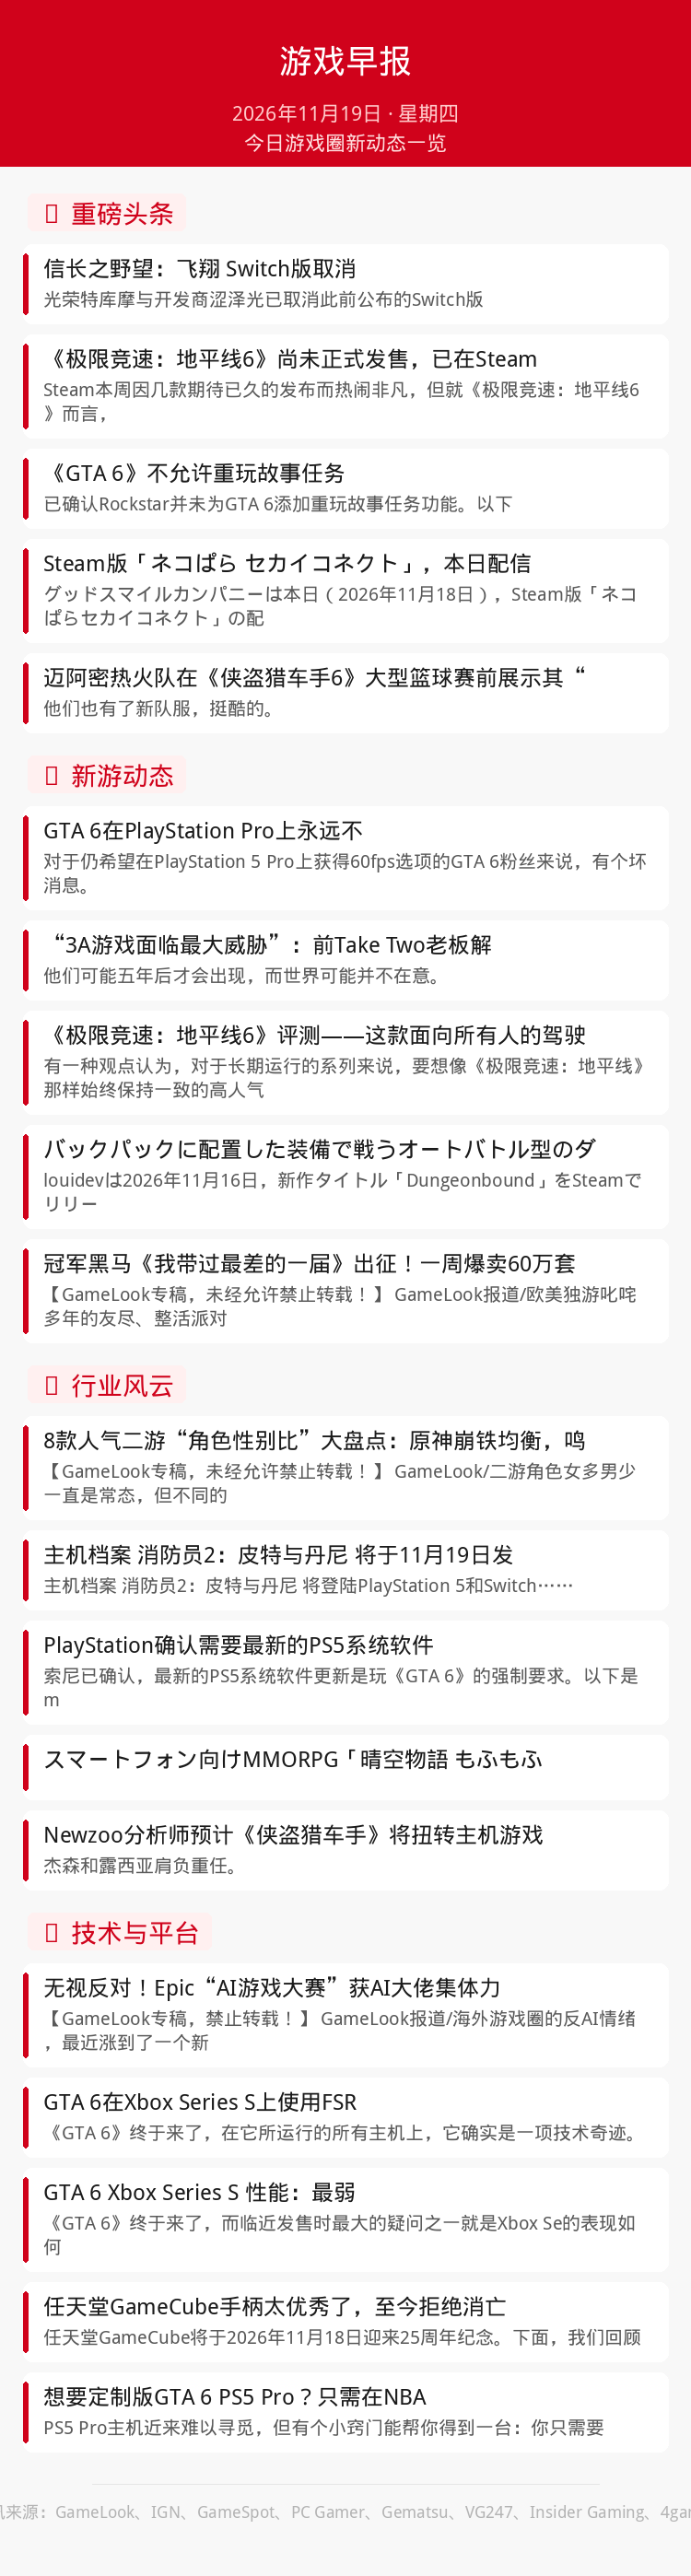 游戏早报
2026年11月19日 · 星期四
今日游戏圈新动态一览
重磅头条
信长之野望：飞翔 Switch版取消
光荣特库摩与开发商涩泽光已取消此前公布的Switch版
《极限竞速：地平线6》尚未正式发售，已在Steam
Steam本周因几款期待已久的发布而热闹非凡，但就《极限竞速：地平线6
》而言，
《GTA 6》不允许重玩故事任务
已确认Rockstar并未为GTA 6添加重玩故事任务功能。以下
Steam版「ネコぱら セカイコネクト」，本日配信
グッドスマイルカンパニーは本日（2026年11月18日），Steam版「ネコ
ぱらセカイコネクト」の配
迈阿密热火队在《侠盗猎车手6》大型篮球赛前展示其“
他们也有了新队服，挺酷的。
新游动态
GTA 6在PlayStation Pro上永远不
对于仍希望在PlayStation 5 Pro上获得60fps选项的GTA 6粉丝来说，有个坏
消息。
“3A游戏面临最大威胁”：前Take Two老板解
他们可能五年后才会出现，而世界可能并不在意。
《极限竞速：地平线6》评测——这款面向所有人的驾驶
有一种观点认为，对于长期运行的系列来说，要想像《极限竞速：地平线》
那样始终保持一致的高人气
バックパックに配置した装備で戦うオートバトル型のダ
louidevは2026年11月16日，新作タイトル「Dungeonbound」をSteamで
リリー
冠军黑马《我带过最差的一届》出征！一周爆卖60万套
【GameLook专稿，未经允许禁止转载！】GameLook报道/欧美独游叱咤
多年的友尽、整活派对
行业风云
8款人气二游“角色性别比”大盘点：原神崩铁均衡，鸣
【GameLook专稿，未经允许禁止转载！】GameLook/二游角色女多男少
一直是常态，但不同的
主机档案 消防员2：皮特与丹尼 将于11月19日发
主机档案 消防员2：皮特与丹尼 将登陆PlayStation 5和Switch……
PlayStation确认需要最新的PS5系统软件
索尼已确认，最新的PS5系统软件更新是玩《GTA 6》的强制要求。以下是
m
スマートフォン向けMMORPG「晴空物語 もふもふ
Newzoo分析师预计《侠盗猎车手》将扭转主机游戏
杰森和露西亚肩负重任。
技术与平台
无视反对！Epic“AI游戏大赛”获AI大佬集体力
【GameLook专稿，禁止转载！】GameLook报道/海外游戏圈的反AI情绪
，最近涨到了一个新
GTA 6在Xbox Series S上使用FSR
《GTA 6》终于来了，在它所运行的所有主机上，它确实是一项技术奇迹。
GTA 6 Xbox Series S 性能：最弱
《GTA 6》终于来了，而临近发售时最大的疑问之一就是Xbox Se的表现如
何
任天堂GameCube手柄太优秀了，至今拒绝消亡
任天堂GameCube将于2026年11月18日迎来25周年纪念。下面，我们回顾
想要定制版GTA 6 PS5 Pro？只需在NBA
PS5 Pro主机近来难以寻觅，但有个小窍门能帮你得到一台：你只需要
来源：GameLook、IGN、GameSpot、PC Gamer、Gematsu、VG247、Insider Gaming、4ga